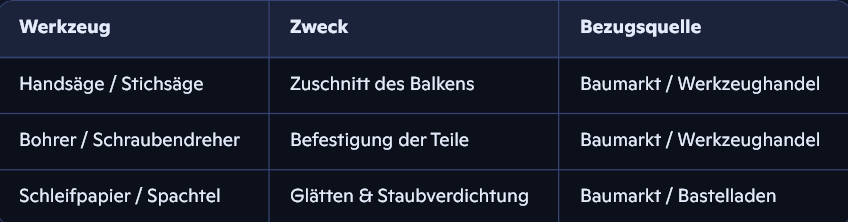 Werkzeug Zweck Bezugsquelle
Handsäge / Stichsäge Zuschnitt des Balkens Baumarkt / Werkzeughandel
Bohrer / Schraubendreher Befestigung der Teile Baumarkt / Werkzeughandel
Schleifpapier / Spachtel Glätten & Staubverdichtung Baumarkt / Bastelladen